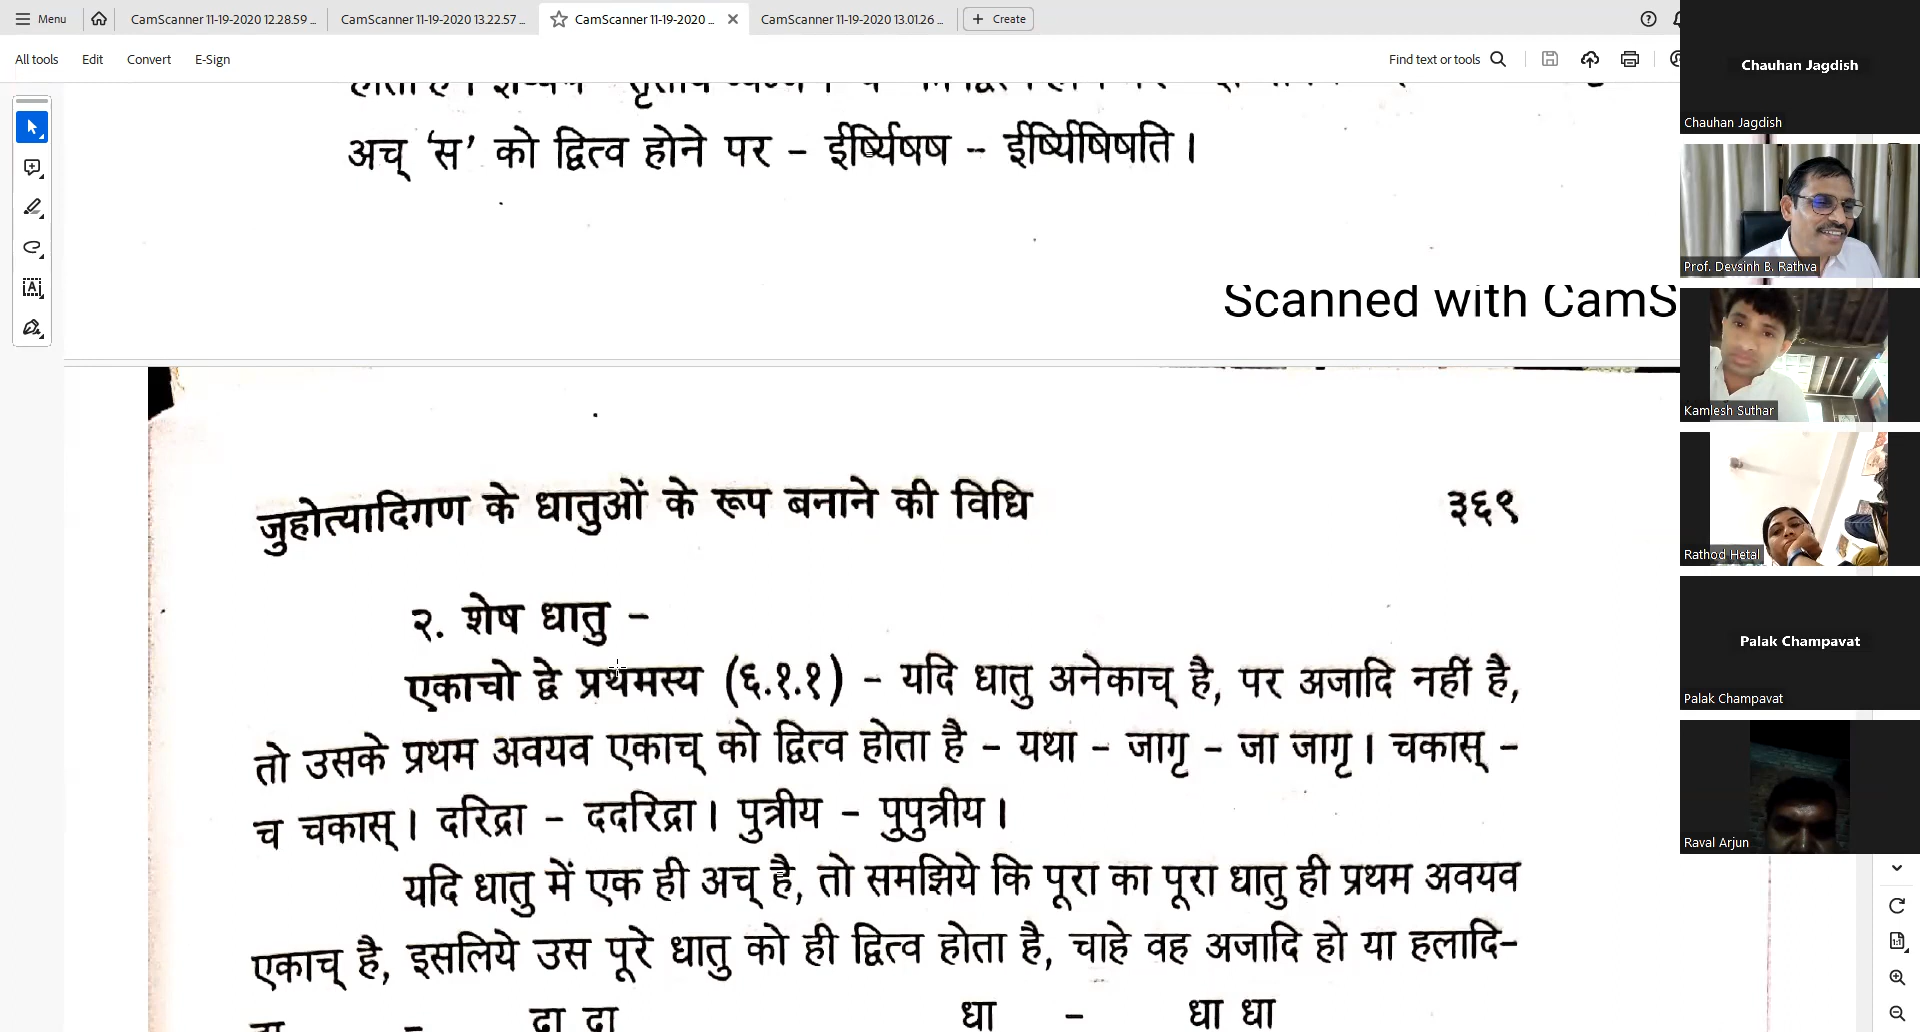 Menu
CamScanner 11-19-2020 12.28.59 ...
CamScanner 11-19-2020 13.22.57 ...
CamScanner 11-19-2020 ...
CamScanner 11-19-2020 13.01.26 ...
Create
All tools
Edit
Convert
E-Sign
Find text or tools
अच् ‘स’ को द्वित्व होने पर – ईर्ष्यिषष – ईर्ष्यिषिषति ।
Scanned with CamS
जुहोत्यादिगण के धातुओं के रूप बनाने की विधि ३६९
२. शेष धातु –
एकाचो द्वे प्रथमस्य (६.१.१) – यदि धातु अनेकाच् है, पर अजादि नहीं है,
तो उसके प्रथम अवयव एकाच् को द्वित्व होता है – यथा – जागृ – जा जागृ । चकास् –
च चकास् । दरिद्रा – ददरिद्रा । पुत्रीय – पुपुत्रीय ।
यदि धातु में एक ही अच् है, तो समझिये कि पूरा का पूरा धातु ही प्रथम अवयव
एकाच् है, इसलिये उस पूरे धातु को ही द्वित्व होता है, चाहे वह अजादि हो या हलादि–
– दा दा धा – धा धा
Chauhan Jagdish
Chauhan Jagdish
Prof. Devsinh B. Rathva
Kamlesh Suthar
Rathod Hetal
Palak Champavat
Palak Champavat
Raval Arjun